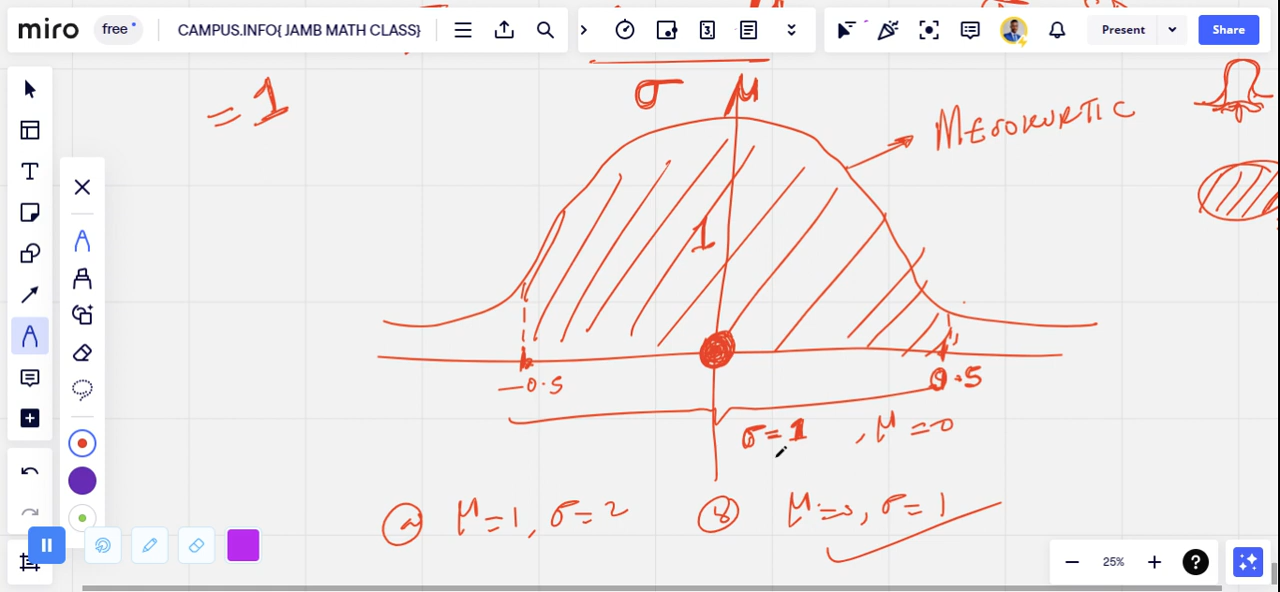 miro free CAMPUS.INFO{ JAMB MATH CLASS} Present Share
= 1
σ μ
MESOKURTIC
1
-0.5 0.5
σ=1 , μ=0
a μ=1, σ=2 b μ=0, σ=1
25%